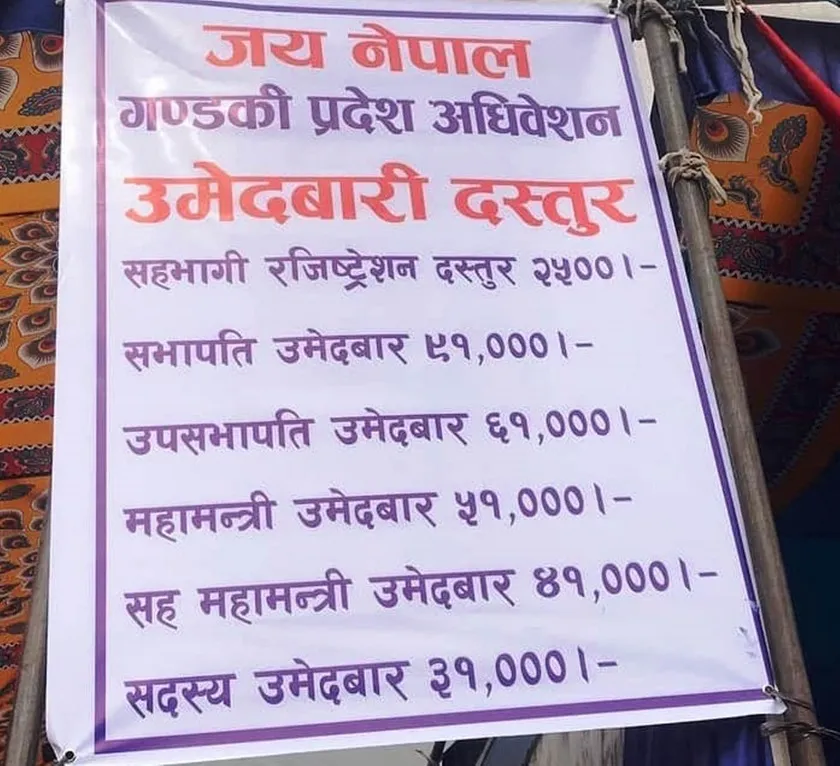 जय नेपाल
गण्डकी प्रदेश अधिवेशन
उमेदबारी दस्तुर
सहभागी रजिष्ट्रेशन दस्तुर २५००।-
सभापति उमेदबार ९१,०००।-
उपसभापति उमेदबार ६१,०००।-
महामन्त्री उमेदबार ५१,०००।-
सह महामन्त्री उमेदबार ४१,०००।-
सदस्य उमेदबार ३१,०००।-